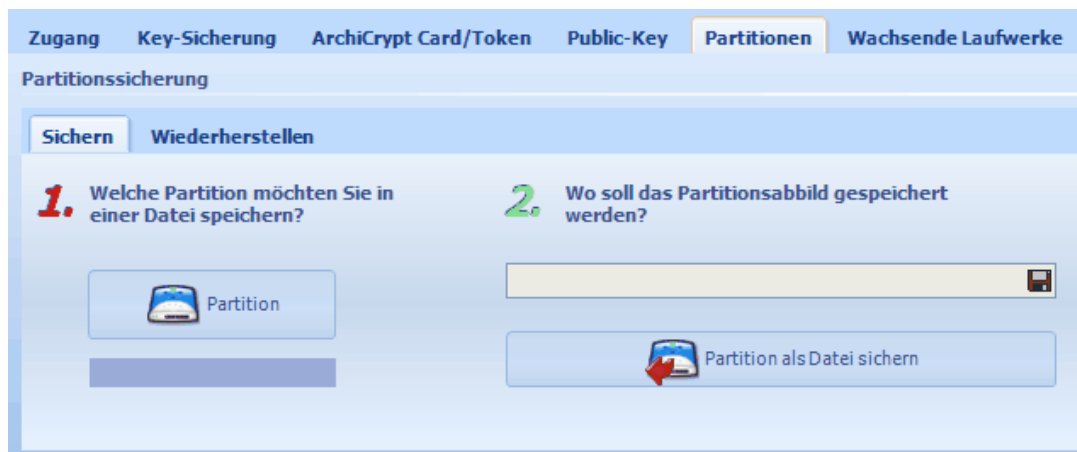 Zugang Key-Sicherung ArchiCrypt Card/Token Public-Key Partitionen Wachsende Laufwerke
Partitionssicherung
Sichern Wiederherstellen
1. Welche Partition möchten Sie in
einer Datei speichern?
2. Wo soll das Partitionsabbild gespeichert
werden?
Partition
Partition als Datei sichern